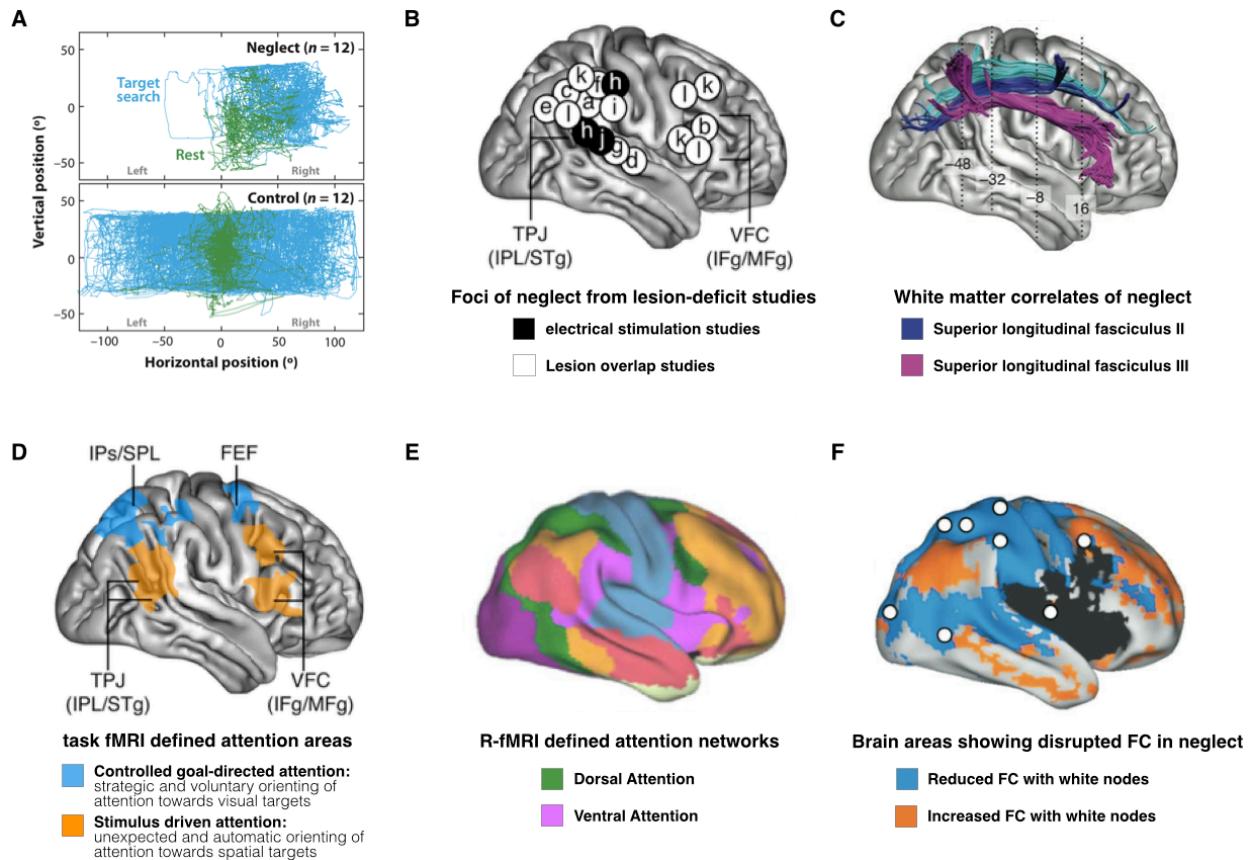 A
Neglect (n = 12)
Target
search
Rest
Left
Right
50
0
−50
Control (n = 12)
50
0
−50
Left
Right
−100
−50
0
50
100
Vertical position (º)
Horizontal position (º)
B
k
f
h
c
a
i
e
l
h
j
g
d
k
l
b
k
l
TPJ
(IPL/STg)
VFC
(IFg/MFg)
Foci of neglect from lesion-deficit studies
electrical stimulation studies
Lesion overlap studies
C
−48
−32
−8
16
White matter correlates of neglect
Superior longitudinal fasciculus II
Superior longitudinal fasciculus III
D
IPs/SPL
FEF
TPJ
(IPL/STg)
VFC
(IFg/MFg)
task fMRI defined attention areas
Controlled goal-directed attention:
strategic and voluntary orienting of
attention towards visual targets
Stimulus driven attention:
unexpected and automatic orienting of
attention towards spatial targets
E
R-fMRI defined attention networks
Dorsal Attention
Ventral Attention
F
Brain areas showing disrupted FC in neglect
Reduced FC with white nodes
Increased FC with white nodes